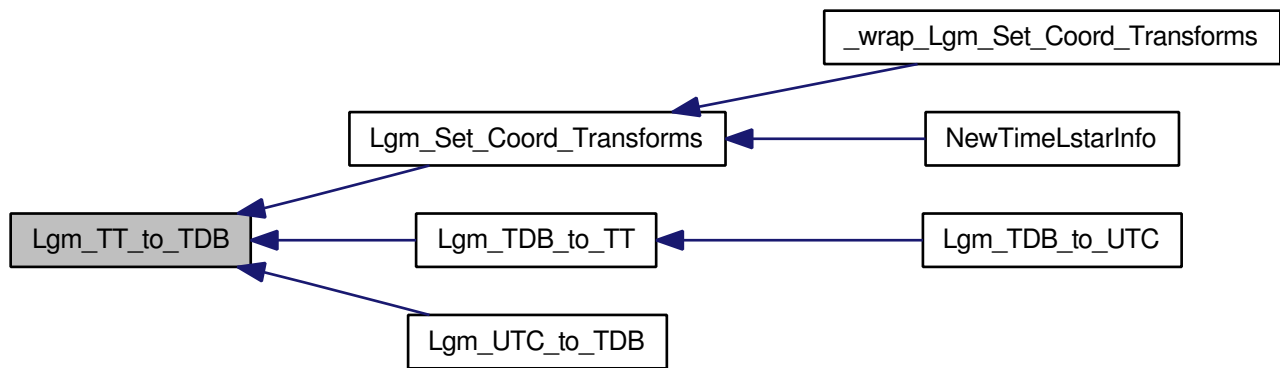 _wrap_Lgm_Set_Coord_Transforms
Lgm_Set_Coord_Transforms
NewTimeLstarInfo
Lgm_TT_to_TDB
Lgm_TDB_to_TT
Lgm_TDB_to_UTC
Lgm_UTC_to_TDB